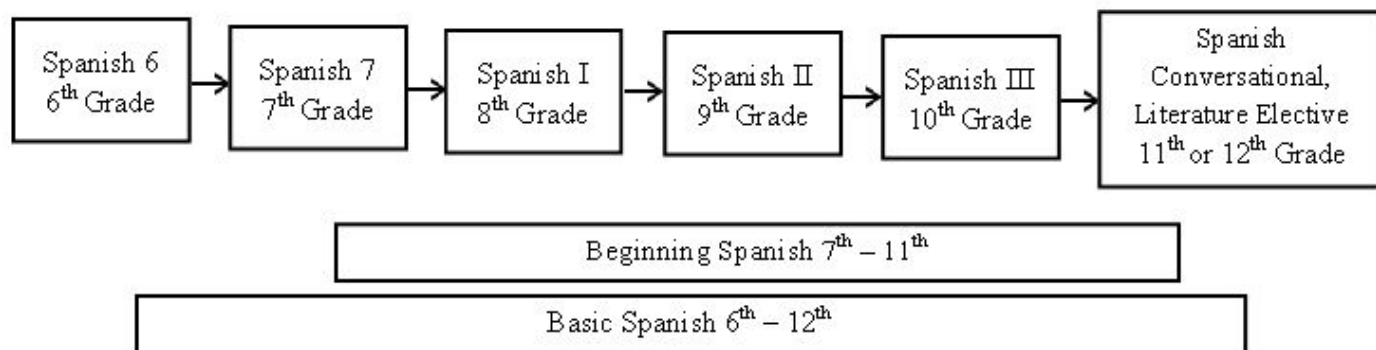 Spanish 6
6th Grade
Spanish 7
7th Grade
Spanish I
8th Grade
Spanish II
9th Grade
Spanish III
10th Grade
Spanish
Conversational,
Literature Elective
11th or 12th Grade
Beginning Spanish 7th – 11th
Basic Spanish 6th – 12th